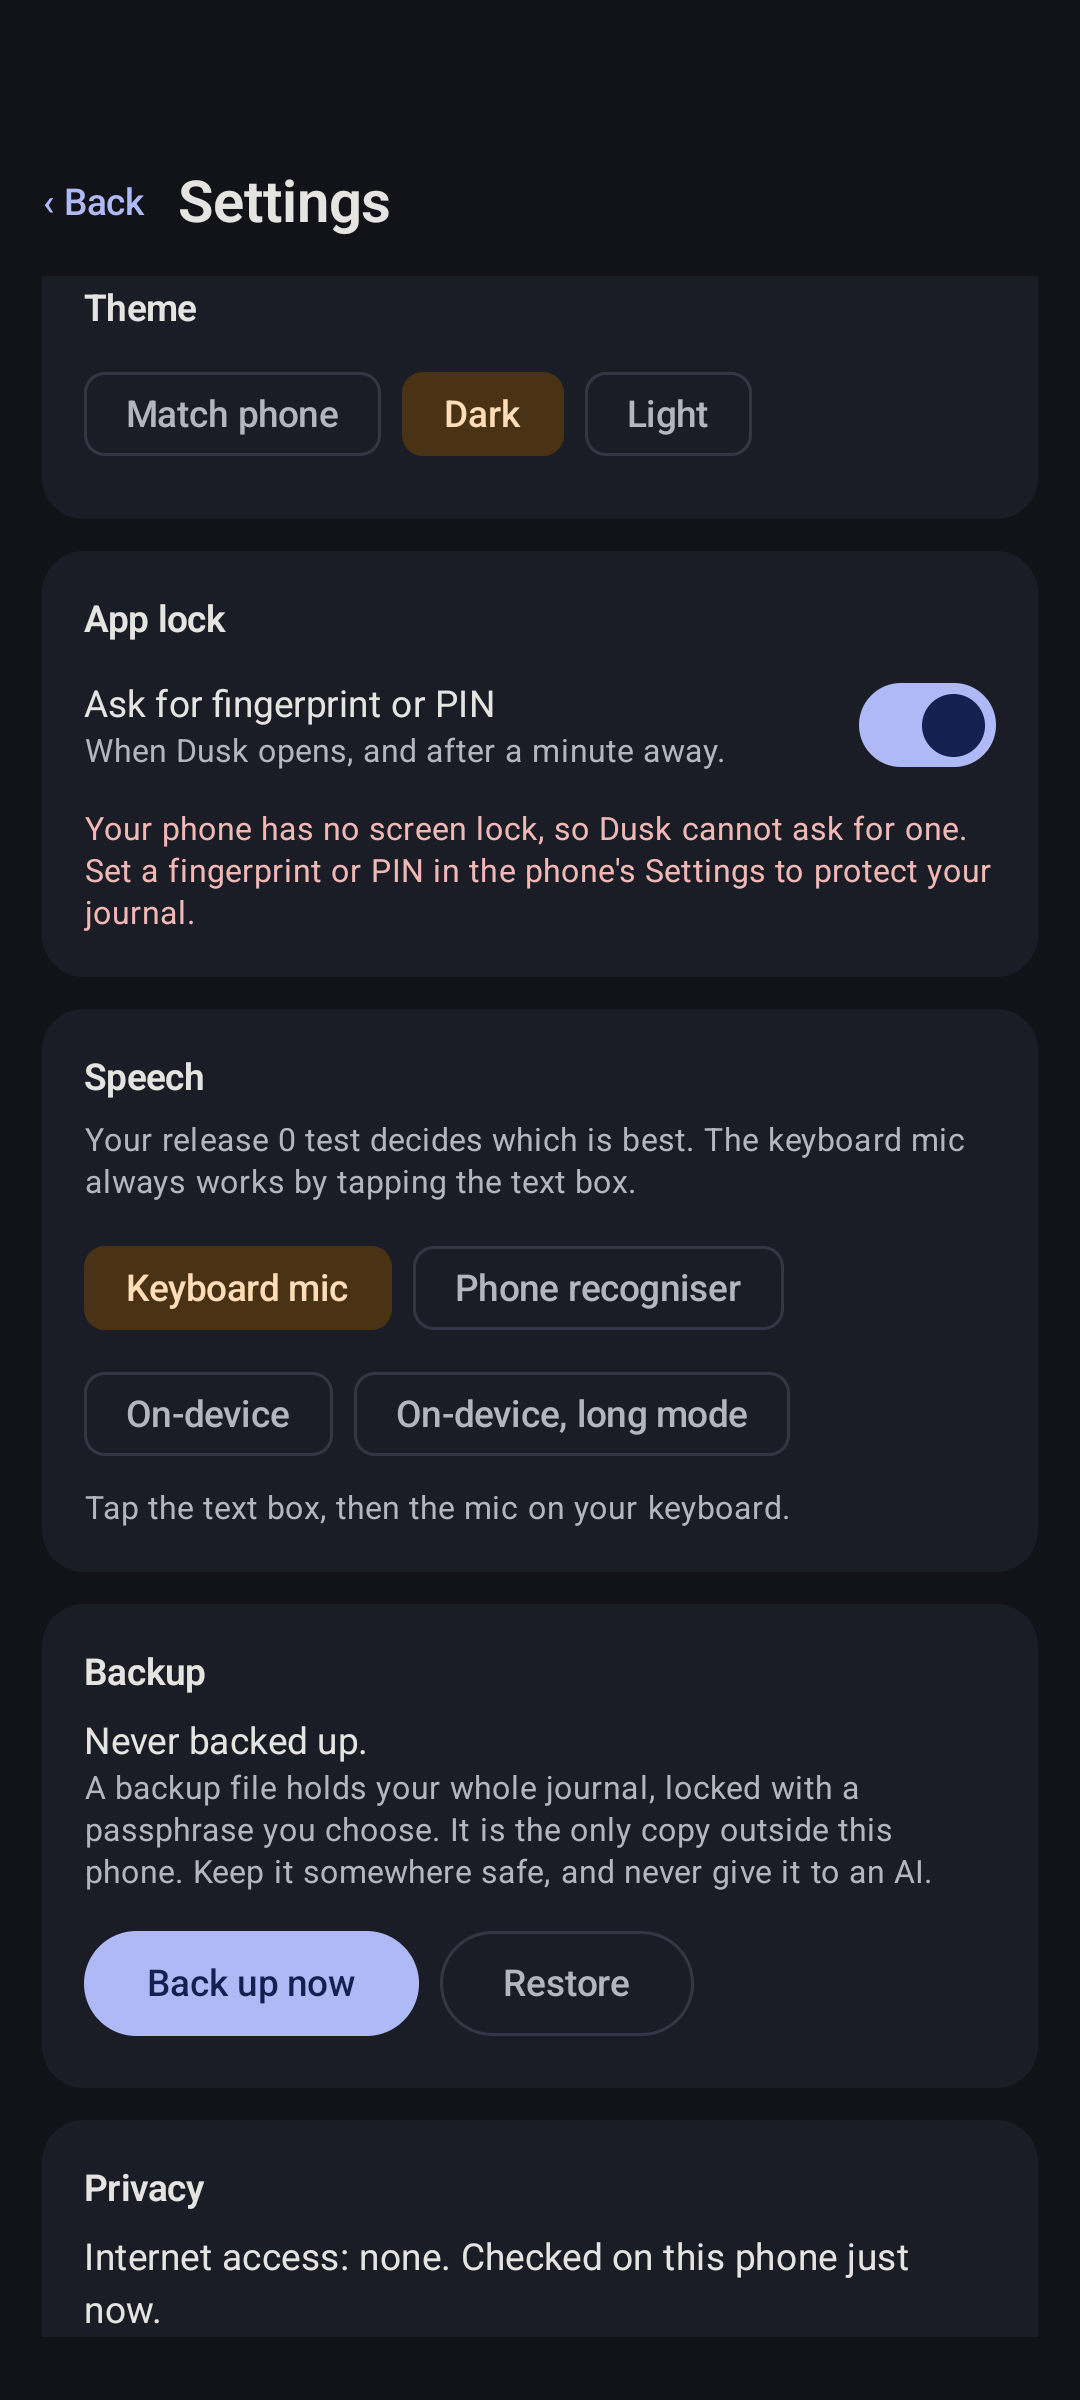 ‹ Back Settings
Theme
Match phone Dark Light
App lock
Ask for fingerprint or PIN
When Dusk opens, and after a minute away.
Your phone has no screen lock, so Dusk cannot ask for one.
Set a fingerprint or PIN in the phone's Settings to protect your
journal.
Speech
Your release 0 test decides which is best. The keyboard mic
always works by tapping the text box.
Keyboard mic Phone recogniser
On-device On-device, long mode
Tap the text box, then the mic on your keyboard.
Backup
Never backed up.
A backup file holds your whole journal, locked with a
passphrase you choose. It is the only copy outside this
phone. Keep it somewhere safe, and never give it to an AI.
Back up now Restore
Privacy
Internet access: none. Checked on this phone just
now.